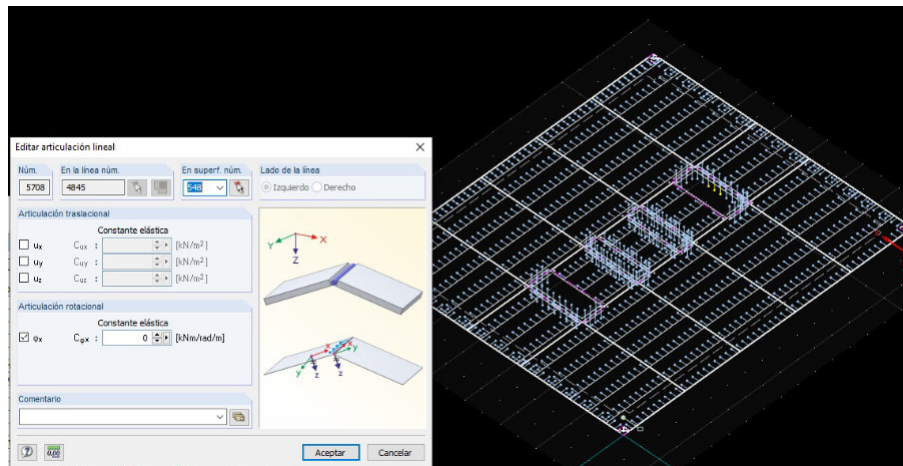 Editar articulación lineal
Núm. En la línea núm. En superf. núm. Lado de la línea
5708 4845 548 Izquierdo Derecho
Articulación traslacional
Constante elástica
ux Cux : [kN/m²]
uy Cuy : [kN/m²]
uz Cuz : [kN/m²]
Articulación rotacional
Constante elástica
φx Cφx : 0 [kNm/rad/m]
Comentario
Aceptar Cancelar
X
Y
Z
x
y
z
x
z
0,00